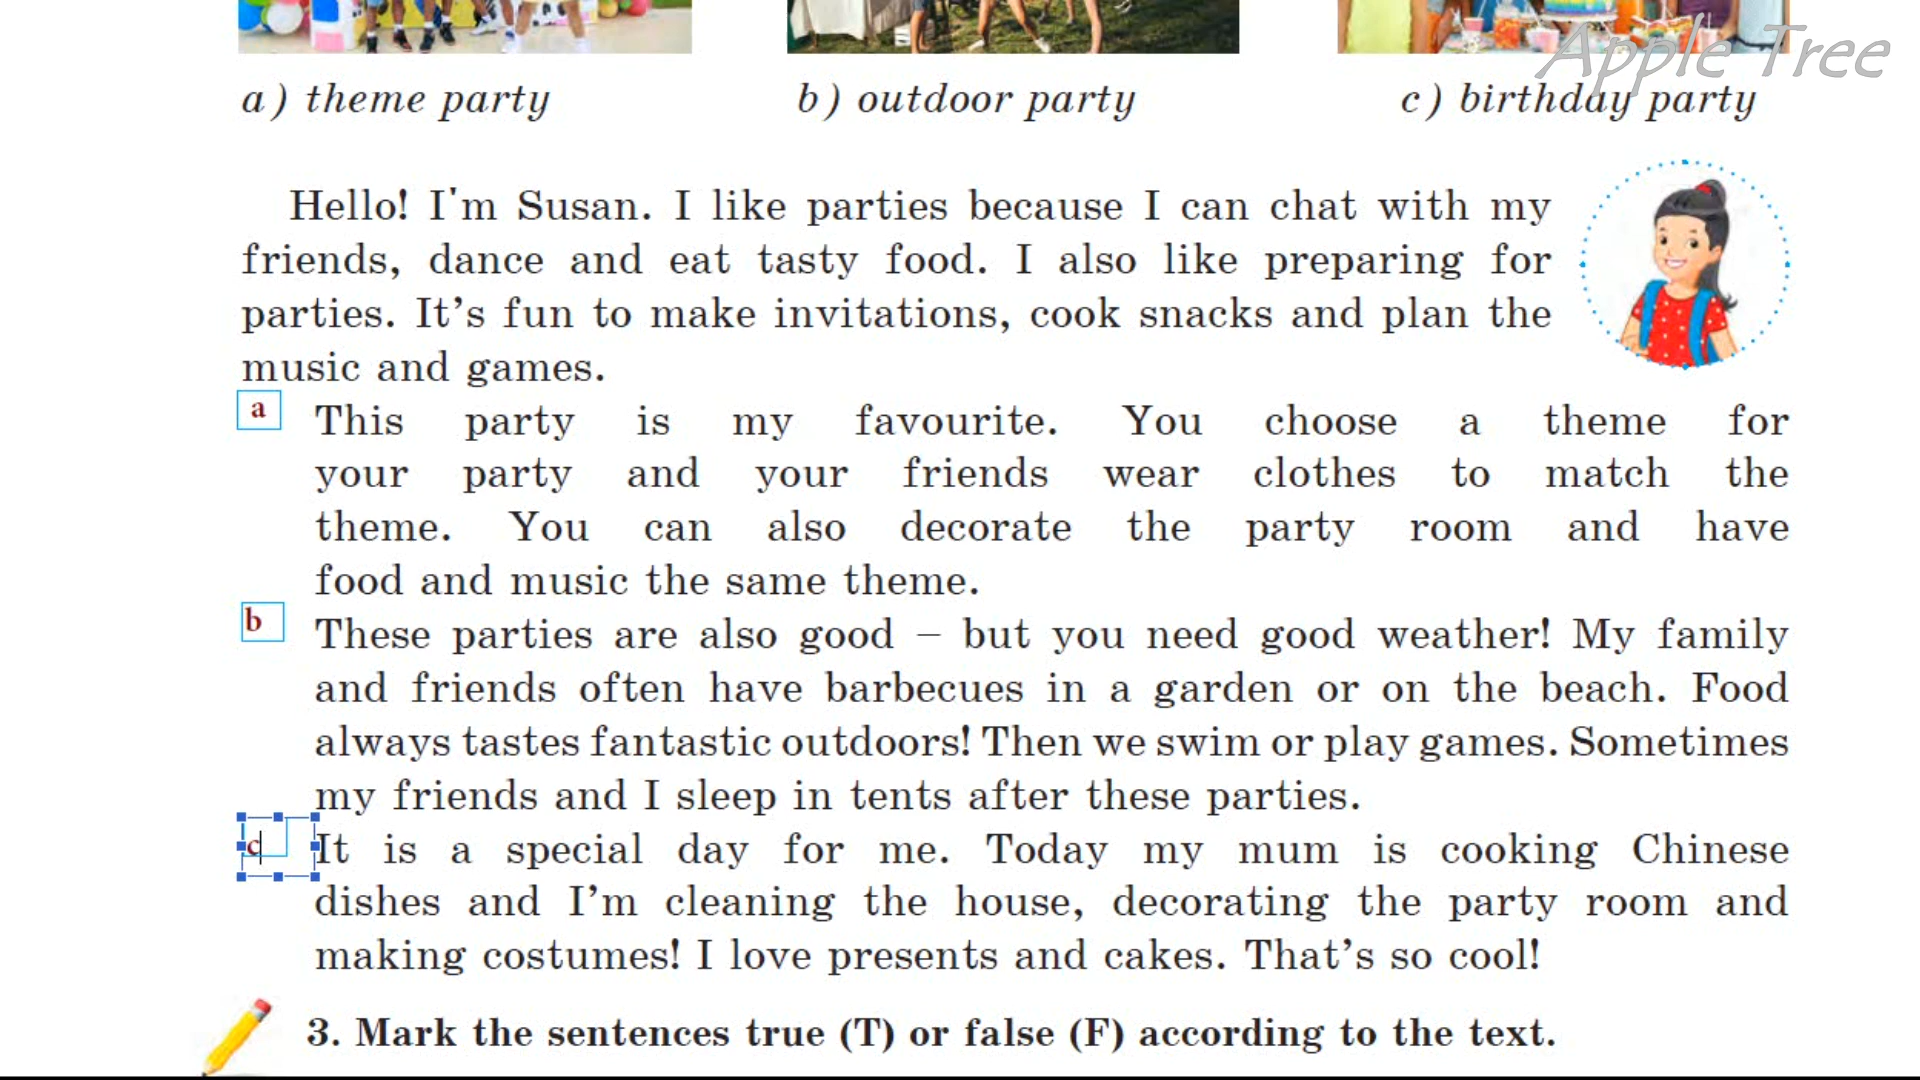 Apple Tree
a) theme party b) outdoor party c) birthday party
Hello! I'm Susan. I like parties because I can chat with my
friends, dance and eat tasty food. I also like preparing for
parties. It’s fun to make invitations, cook snacks and plan the
music and games.
a This party is my favourite. You choose a theme for
your party and your friends wear clothes to match the
theme. You can also decorate the party room and have
food and music the same theme.
b These parties are also good – but you need good weather! My family
and friends often have barbecues in a garden or on the beach. Food
always tastes fantastic outdoors! Then we swim or play games. Sometimes
my friends and I sleep in tents after these parties.
c It is a special day for me. Today my mum is cooking Chinese
dishes and I’m cleaning the house, decorating the party room and
making costumes! I love presents and cakes. That’s so cool!
3. Mark the sentences true (T) or false (F) according to the text.